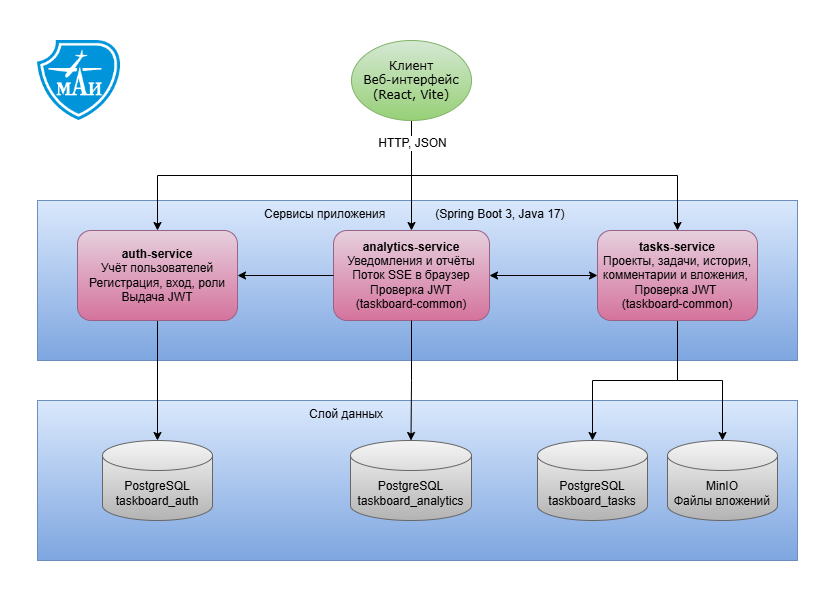 МАИ
Клиент
Веб-интерфейс
(React, Vite)
HTTP, JSON
Сервисы приложения (Spring Boot 3, Java 17)
auth-service
Учёт пользователей
Регистрация, вход, роли
Выдача JWT
analytics-service
Уведомления и отчёты
Поток SSE в браузер
Проверка JWT
(taskboard-common)
tasks-service
Проекты, задачи, история,
комментарии и вложения,
Проверка JWT
(taskboard-common)
Слой данных
PostgreSQL
taskboard_auth
PostgreSQL
taskboard_analytics
PostgreSQL
taskboard_tasks
MinIO
Файлы вложений